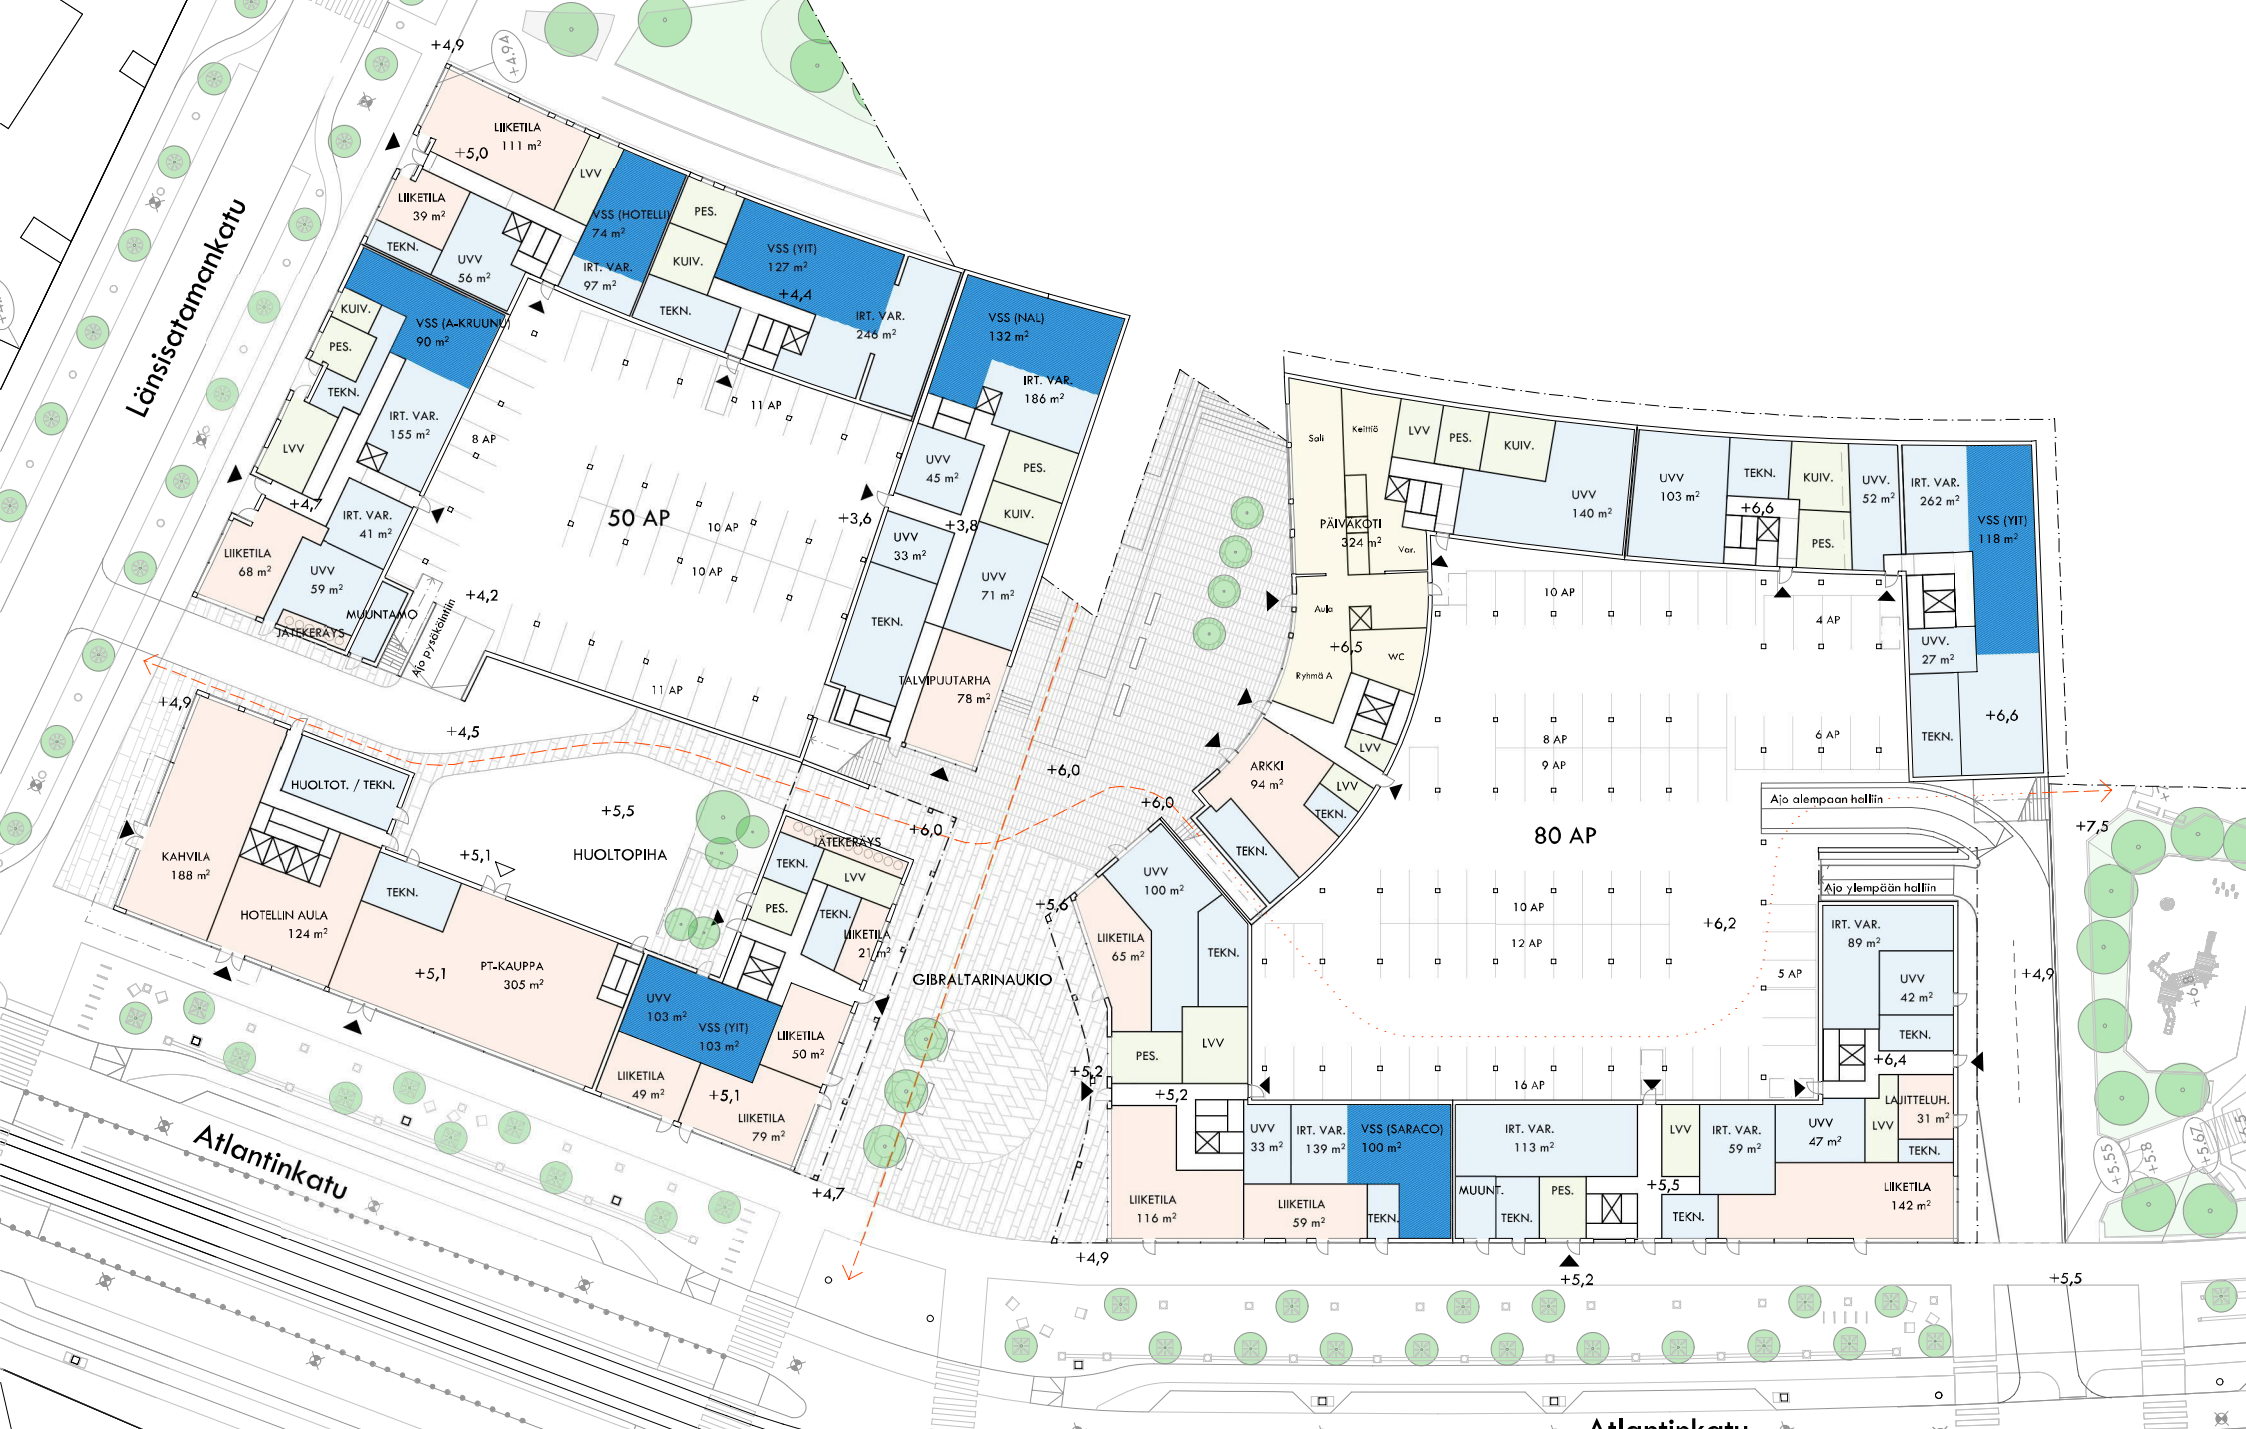 +4,9
+4.94
LIIKETILA
111 m²
+5,0
LVV
LIIKETILA
39 m²
TEKN.
UVV
56 m²
VSS (HOTELLI)
74 m²
IRT. VAR.
97 m²
PES.
KUIV.
TEKN.
VSS (YIT)
127 m²
+4,4
IRT. VAR.
246 m²
VSS (NAL)
132 m²
IRT. VAR.
186 m²
Länsisatamankatu
VSS (A-KRUUNU)
90 m²
KUIV.
PES.
TEKN.
IRT. VAR.
155 m²
LVV
+4,7
IRT. VAR.
41 m²
LIIKETILA
68 m²
UVV
59 m²
MUUNTAMO
JÄTEKERÄYS
Ajo pysäköintiin
+4,2
8 AP
11 AP
50 AP
10 AP
10 AP
11 AP
+3,6
UVV
45 m²
PES.
KUIV.
+3,8
UVV
33 m²
UVV
71 m²
TEKN.
TALVIPUUTARHA
78 m²
+4,9
+4,5
HUOLTOT. / TEKN.
KAHVILA
188 m²
HOTELLIN AULA
124 m²
TEKN.
+5,1
+5,5
HUOLTOPIHA
PT-KAUPPA
305 m²
+5,1
JÄTEKERÄYS
TEKN.
LVV
PES.
TEKN.
LIIKETILA
21 m²
UVV
103 m²
VSS (YIT)
103 m²
LIIKETILA
50 m²
LIIKETILA
49 m²
+5,1
LIIKETILA
79 m²
+4,7
Atlantinkatu
+6,0
+6,0
+6,0
GIBRALTARINAUKIO
Sali
Keittiö
PÄIVÄKOTI
324 m²
Var.
Aula
+6,5
WC
Ryhmä A
LVV
PES.
KUIV.
UVV
140 m²
UVV
103 m²
TEKN.
+6,6
KUIV.
PES.
UVV.
52 m²
IRT. VAR.
262 m²
VSS (YIT)
118 m²
UVV.
27 m²
TEKN.
+6,6
LVV
ARKKI
94 m²
LVV
TEKN.
TEKN.
10 AP
4 AP
8 AP
9 AP
6 AP
80 AP
Ajo alempaan halliin
Ajo ylempään halliin
10 AP
12 AP
+6,2
5 AP
16 AP
+7,5
+4,9
+6.8
UVV
100 m²
+5,6
LIIKETILA
65 m²
TEKN.
PES.
LVV
+5,2
+5,2
UVV
33 m²
IRT. VAR.
139 m²
VSS (SARACO)
100 m²
LIIKETILA
116 m²
LIIKETILA
59 m²
TEKN.
+4,9
IRT. VAR.
113 m²
MUUNT.
TEKN.
PES.
LVV
IRT. VAR.
59 m²
+5,5
TEKN.
UVV
47 m²
LVV
LAJITTELUH.
31 m²
TEKN.
LIIKETILA
142 m²
IRT. VAR.
89 m²
UVV
42 m²
TEKN.
+6,4
+5,2
+5,5
+5.55
+5.8
+5.67
Atlantinkatu